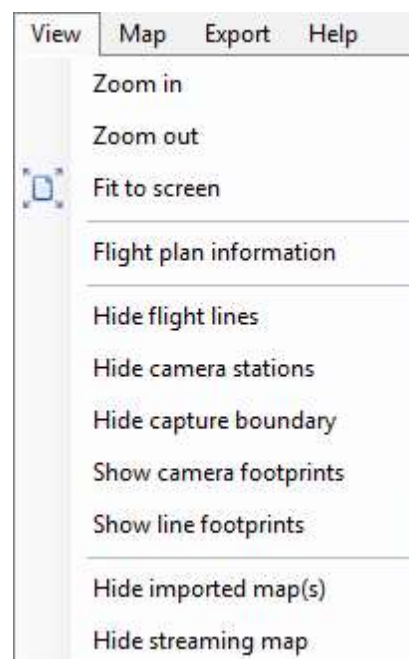 View Map Export Help
Zoom in
Zoom out
Fit to screen
Flight plan information
Hide flight lines
Hide camera stations
Hide capture boundary
Show camera footprints
Show line footprints
Hide imported map(s)
Hide streaming map